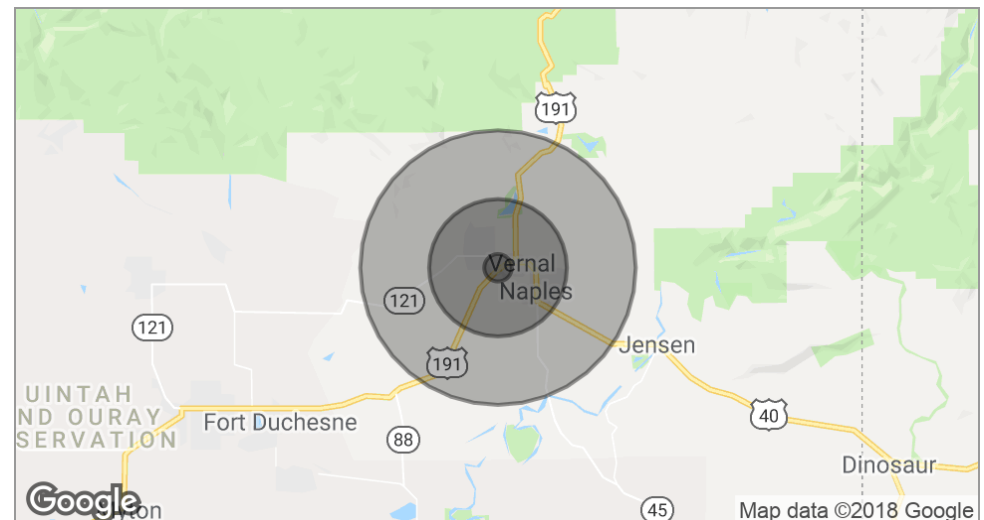 191
Vernal
Naples
121
121
Jensen
191
UINTAH
ND OURAY
SERVATION
Fort Duchesne
40
88
Dinosaur
Google
yton
45
Map data ©2018 Google